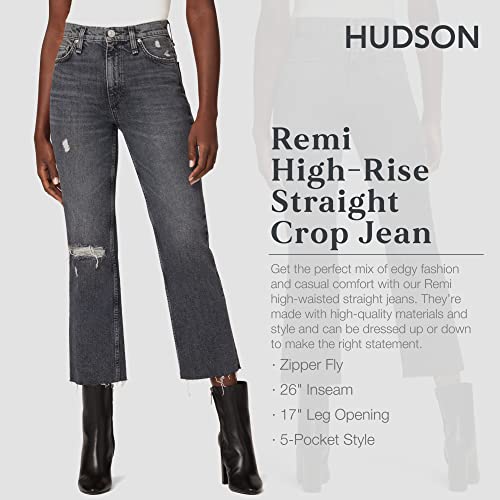 HUDSON
Remi
High-Rise
Straight
Crop Jean
Get the perfect mix of edgy fashion
and casual comfort with our Remi
high-waisted straight jeans. They're
made with high-quality materials and
style and can be dressed up or down
to make the right statement.
· Zipper Fly
· 26" Inseam
· 17" Leg Opening
· 5-Pocket Style